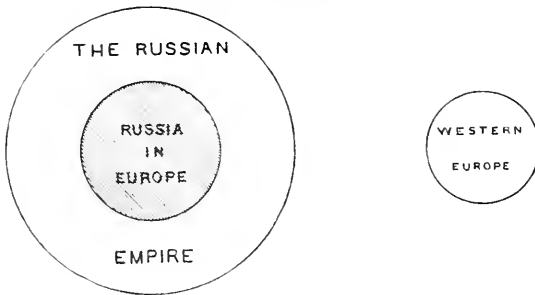 THE RUSSIAN
RUSSIA
IN
EUROPE
EMPIRE
WESTERN
EUROPE